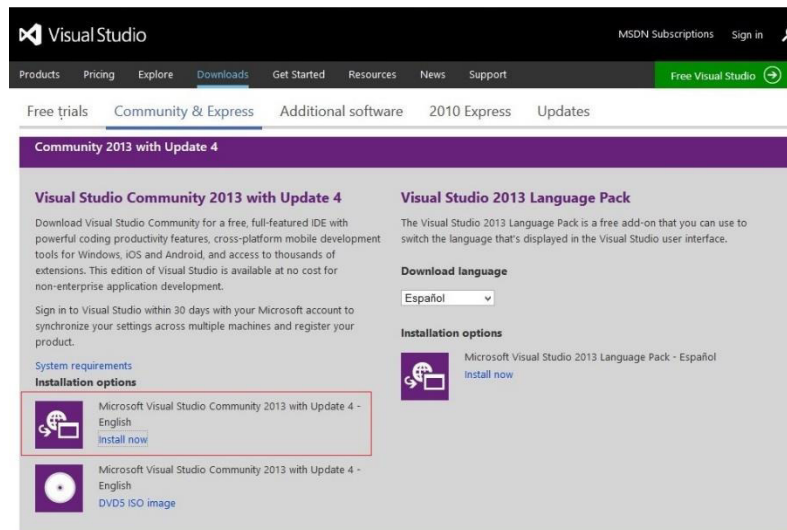 Visual Studio
MSDN Subscriptions Sign in
Products Pricing Explore Downloads Get Started Resources News Support
Free Visual Studio
Free trials Community & Express Additional software 2010 Express Updates
Community 2013 with Update 4
Visual Studio Community 2013 with Update 4
Download Visual Studio Community for a free, full-featured IDE with
powerful coding productivity features, cross-platform mobile development
tools for Windows, iOS and Android, and access to thousands of
extensions. This edition of Visual Studio is available at no cost for
non-enterprise application development.
Sign in to Visual Studio within 30 days with your Microsoft account to
synchronize your settings across multiple machines and register your
product.
System requirements
Installation options
Microsoft Visual Studio Community 2013 with Update 4 -
English
Install now
Microsoft Visual Studio Community 2013 with Update 4 -
English
DVD5 ISO image
Visual Studio 2013 Language Pack
The Visual Studio 2013 Language Pack is a free add-on that you can use to
switch the language that's displayed in the Visual Studio user interface.
Download language
Español
Installation options
Microsoft Visual Studio 2013 Language Pack - Español
Install now